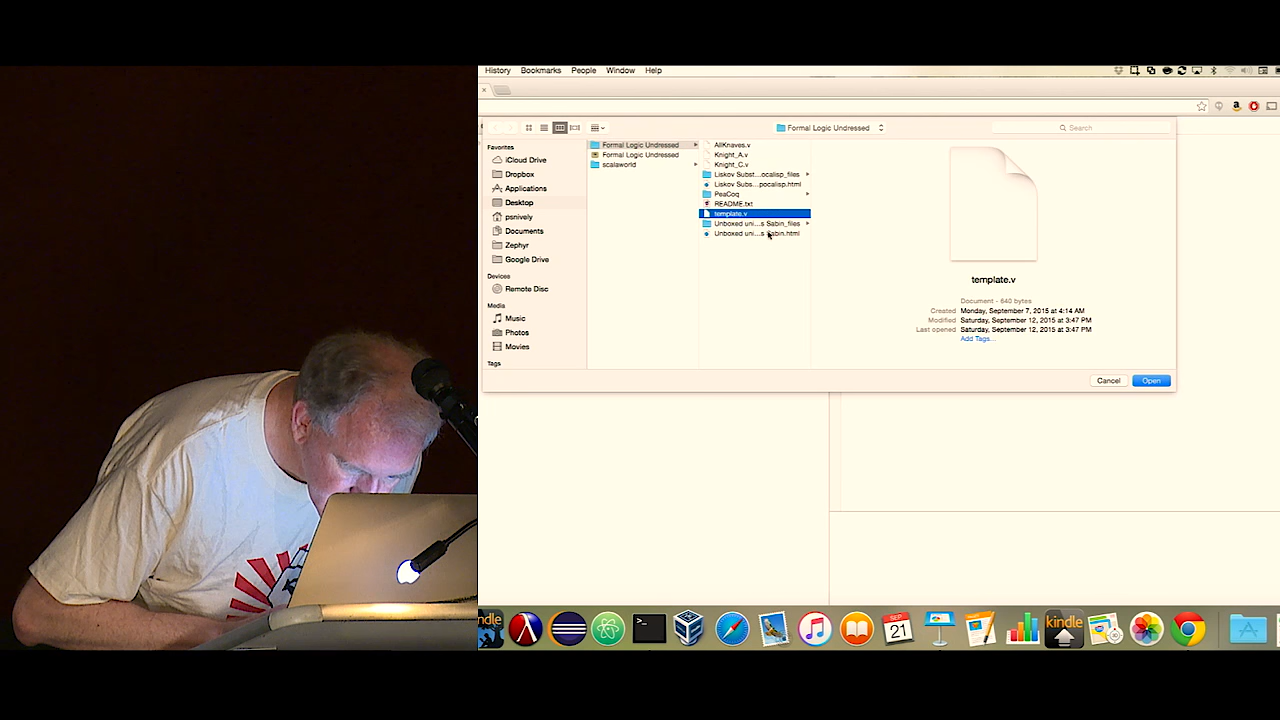 History Bookmarks People Window Help
Formal Logic Undressed
Search
Favorites
iCloud Drive
Dropbox
Applications
Desktop
psnively
Documents
Zephyr
Google Drive
Devices
Remote Disc
Media
Music
Photos
Movies
Tags
Formal Logic Undressed
Formal Logic Undressed
scalaworld
AllKnaves.v
Knight_A.v
Knight_C.v
Liskov Subst...ocalisp_files
Liskov Subs...pocalisp.html
PeaCoq
README.txt
template.v
Unboxed uni...s Sabin_files
Unboxed uni...s Sabin.html
template.v
Document - 640 bytes
Created Monday, September 7, 2015 at 4:14 AM
Modified Saturday, September 12, 2015 at 3:47 PM
Last opened Saturday, September 12, 2015 at 3:47 PM
Add Tags...
Cancel Open
ndle
SEP
21
kindle